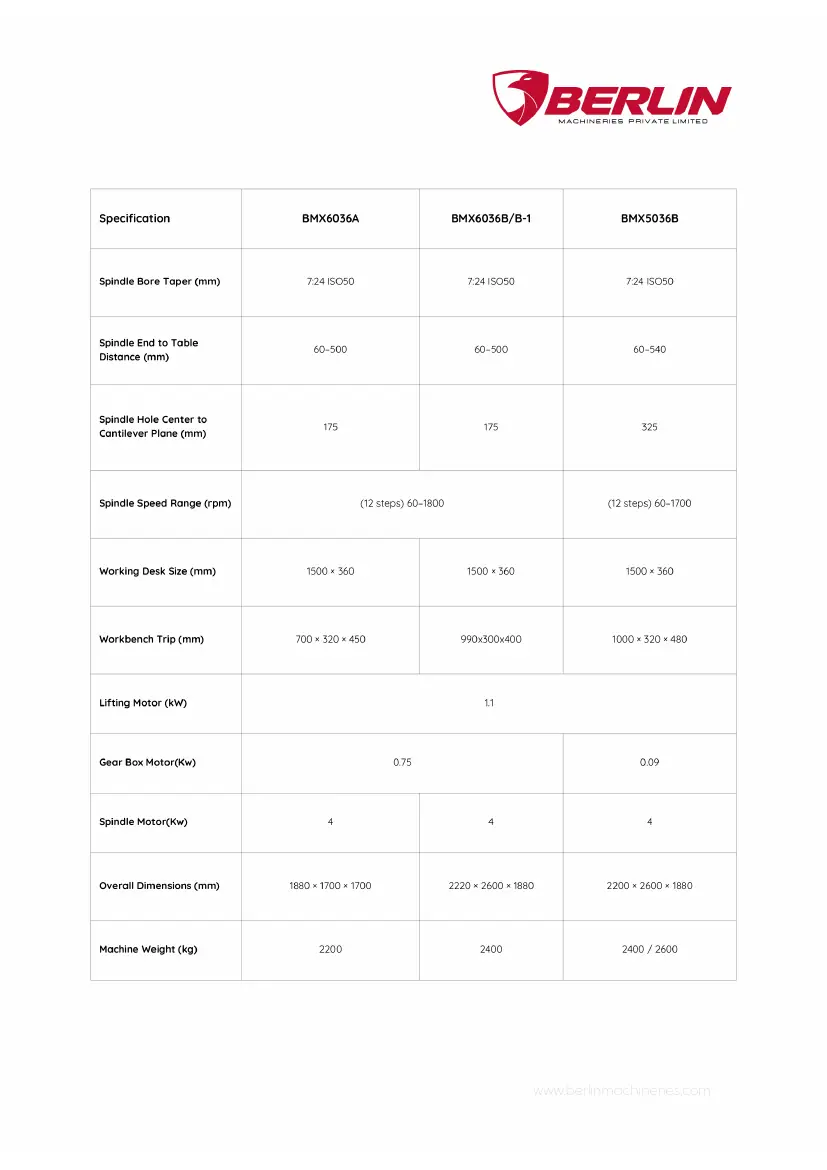 BERLIN
MACHINERIES PRIVATE LIMITED
Specification BMX6036A BMX6036B/B-1 BMX5036B
Spindle Bore Taper (mm) 7:24 ISO50 7:24 ISO50 7:24 ISO50
Spindle End to Table
Distance (mm) 60–500 60–500 60–540
Spindle Hole Center to
Cantilever Plane (mm) 175 175 325
Spindle Speed Range (rpm) (12 steps) 60–1800 (12 steps) 60–1700
Working Desk Size (mm) 1500 × 360 1500 × 360 1500 × 360
Workbench Trip (mm) 700 × 320 × 450 990x300x400 1000 × 320 × 480
Lifting Motor (kW) 1.1
Gear Box Motor(Kw) 0.75 0.09
Spindle Motor(Kw) 4 4 4
Overall Dimensions (mm) 1880 × 1700 × 1700 2220 × 2600 × 1880 2200 × 2600 × 1880
Machine Weight (kg) 2200 2400 2400 / 2600